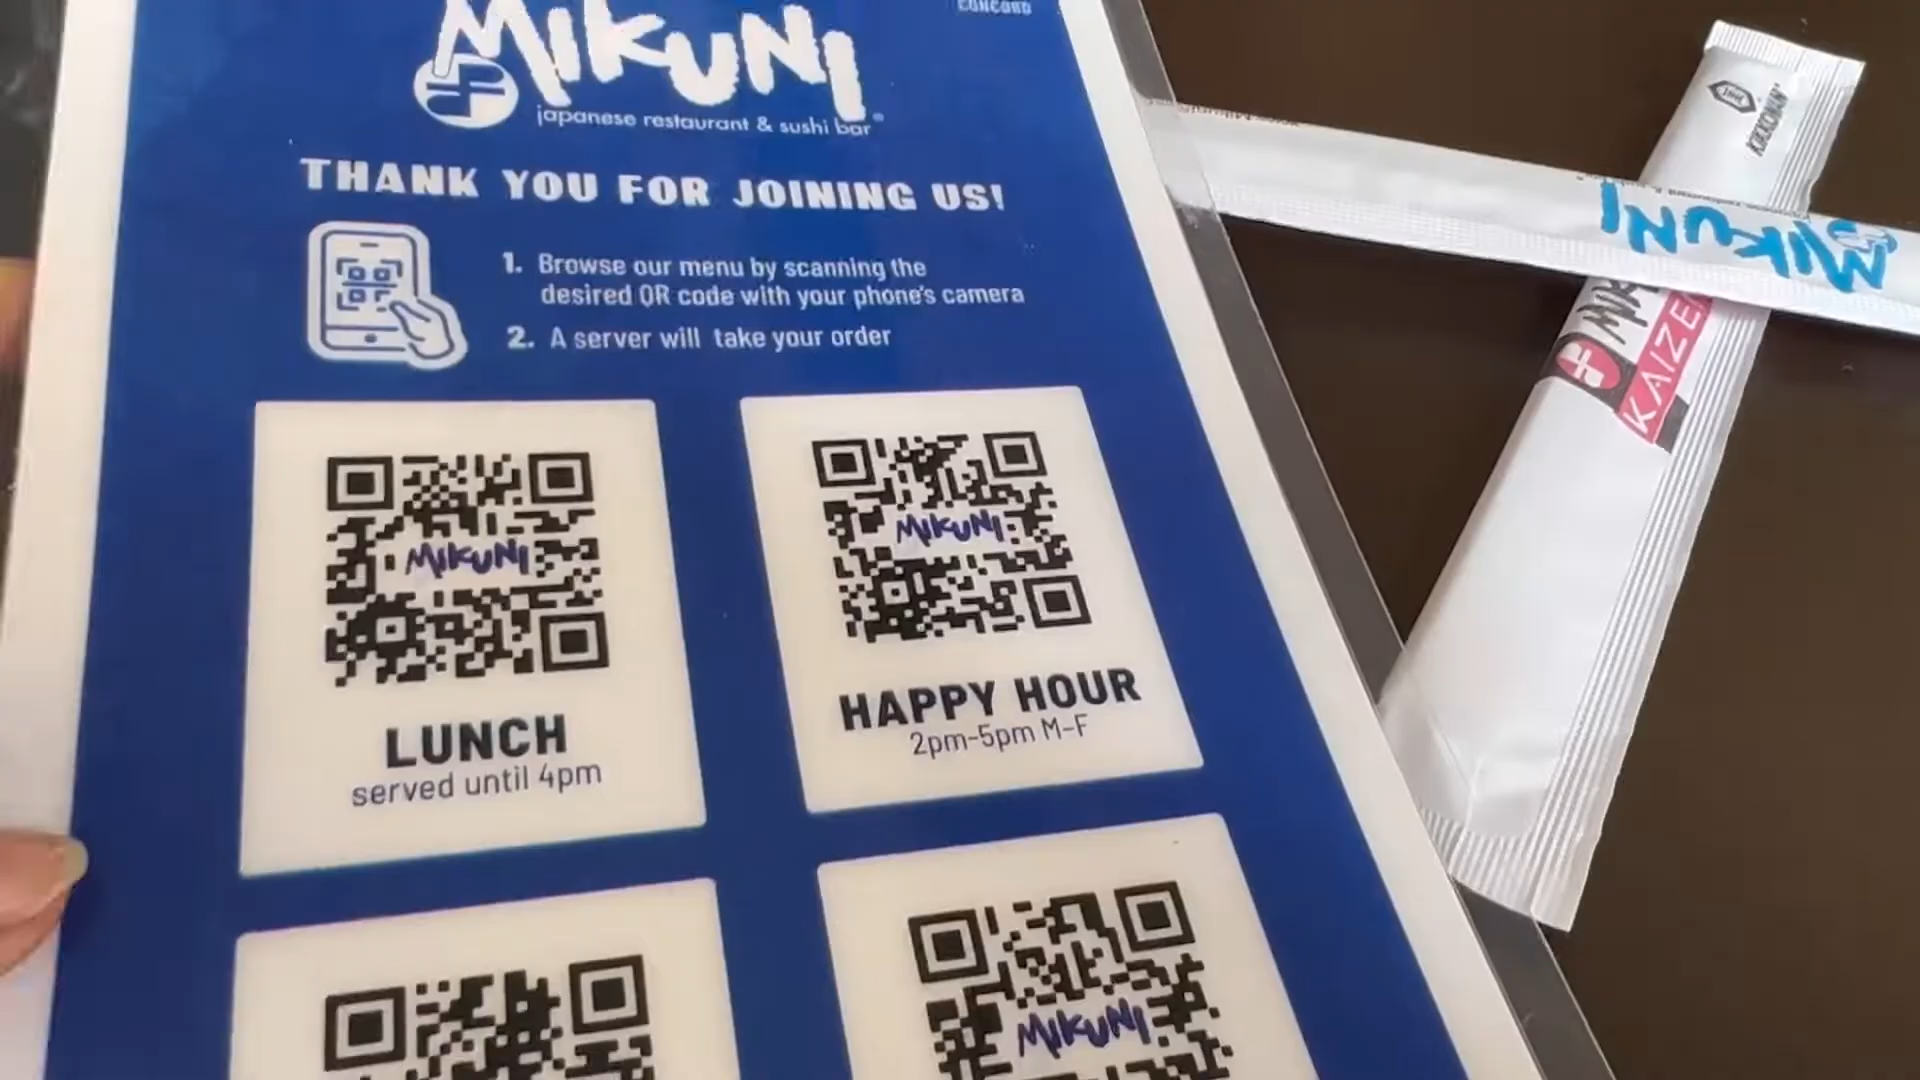 CONCORD
MIKUNI
japanese restaurant & sushi bar®
THANK YOU FOR JOINING US!
1. Browse our menu by scanning the
desired QR code with your phone's camera
2. A server will take your order
MIKUNI
LUNCH
served until 4pm
MIKUNI
HAPPY HOUR
2pm-5pm M-F
MIKUNI
KIKKOMAN
MIKUNI
KAIZEN